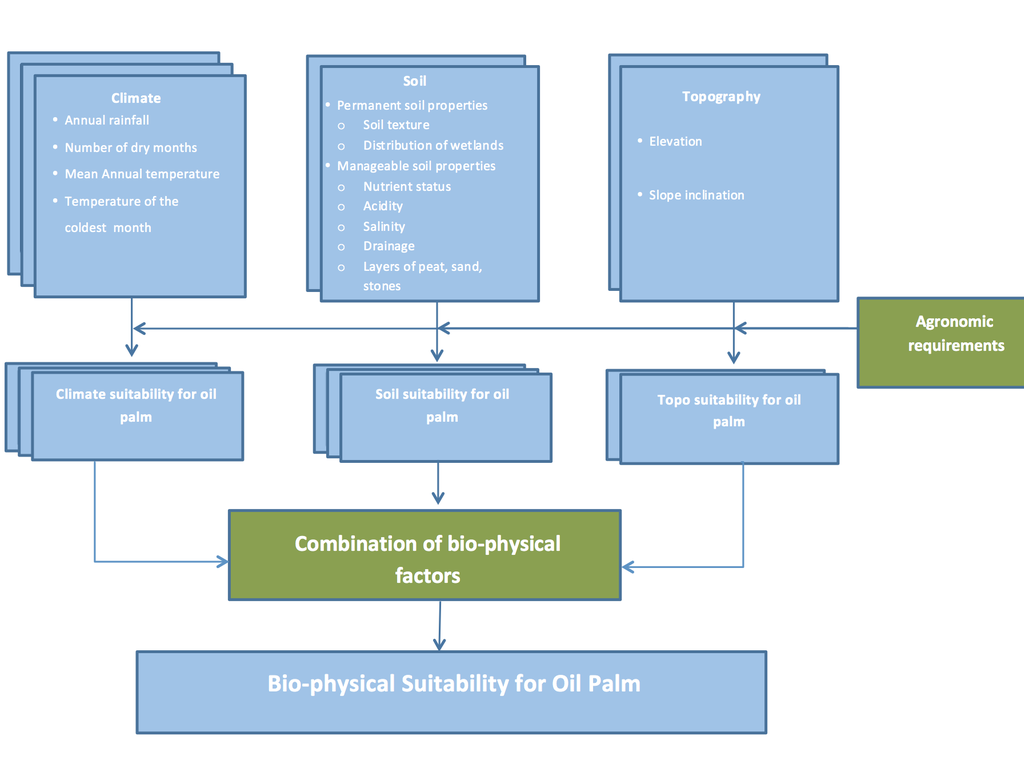 Climate
• Annual rainfall
• Number of dry months
• Mean Annual temperature
• Temperature of the
coldest month
Soil
• Permanent soil properties
o Soil texture
o Distribution of wetlands
• Manageable soil properties
o Nutrient status
o Acidity
o Salinity
o Drainage
o Layers of peat, sand,
stones
Topography
• Elevation
• Slope inclination
Agronomic
requirements
Climate suitability for oil
palm
Soil suitability for oil
palm
Topo suitability for oil
palm
Combination of bio-physical
factors
Bio-physical Suitability for Oil Palm